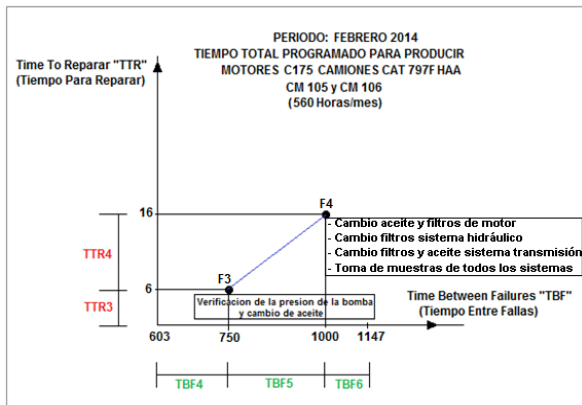 PERIODO: FEBRERO 2014
TIEMPO TOTAL PROGRAMADO PARA PRODUCIR
MOTORES C175 CAMIONES CAT 797F HAA
CM 105 y CM 106
(560 Horas/mes)
Time To Reparar "TTR"
(Tiempo Para Reparar)
F4
16
- Cambio aceite y filtros de motor
- Cambio filtros sistema hidráulico
- Cambio filtros y aceite sistema transmisión
- Toma de muestras de todos los sistemas
TTR4
F3
6
Verificacion de la presion de la bomba
y cambio de aceite
Time Between Failures "TBF"
(Tiempo Entre Fallas)
TTR3
603 750 1000 1147
TBF4 TBF5 TBF6